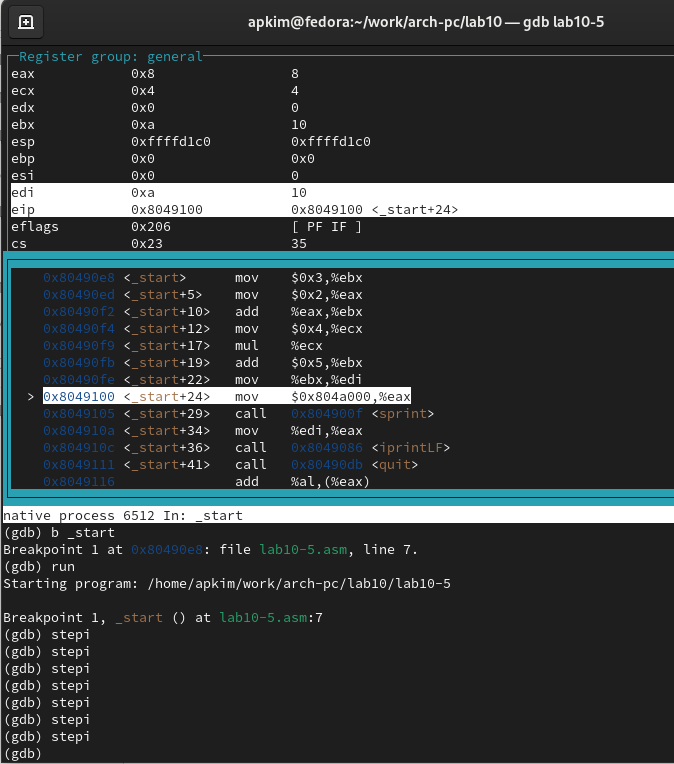 apkim@fedora:~/work/arch-pc/lab10 — gdb lab10-5
Register group: general
eax 0x8 8
ecx 0x4 4
edx 0x0 0
ebx 0xa 10
esp 0xffffd1c0 0xffffd1c0
ebp 0x0 0x0
esi 0x0 0
edi 0xa 10
eip 0x8049100 0x8049100 <_start+24>
eflags 0x206 [ PF IF ]
cs 0x23 35
0x80490e8 <_start> mov $0x3,%ebx
0x80490ed <_start+5> mov $0x2,%eax
0x80490f2 <_start+10> add %eax,%ebx
0x80490f4 <_start+12> mov $0x4,%ecx
0x80490f9 <_start+17> mul %ecx
0x80490fb <_start+19> add $0x5,%ebx
0x80490fe <_start+22> mov %ebx,%edi
> 0x8049100 <_start+24> mov $0x804a000,%eax
0x8049105 <_start+29> call 0x804900f <sprint>
0x804910a <_start+34> mov %edi,%eax
0x804910c <_start+36> call 0x8049086 <iprintLF>
0x8049111 <_start+41> call 0x80490db <quit>
0x8049116 add %al,(%eax)
native process 6512 In: _start
(gdb) b _start
Breakpoint 1 at 0x80490e8: file lab10-5.asm, line 7.
(gdb) run
Starting program: /home/apkim/work/arch-pc/lab10/lab10-5
Breakpoint 1, _start () at lab10-5.asm:7
(gdb) stepi
(gdb) stepi
(gdb) stepi
(gdb) stepi
(gdb) stepi
(gdb) stepi
(gdb) stepi
(gdb)